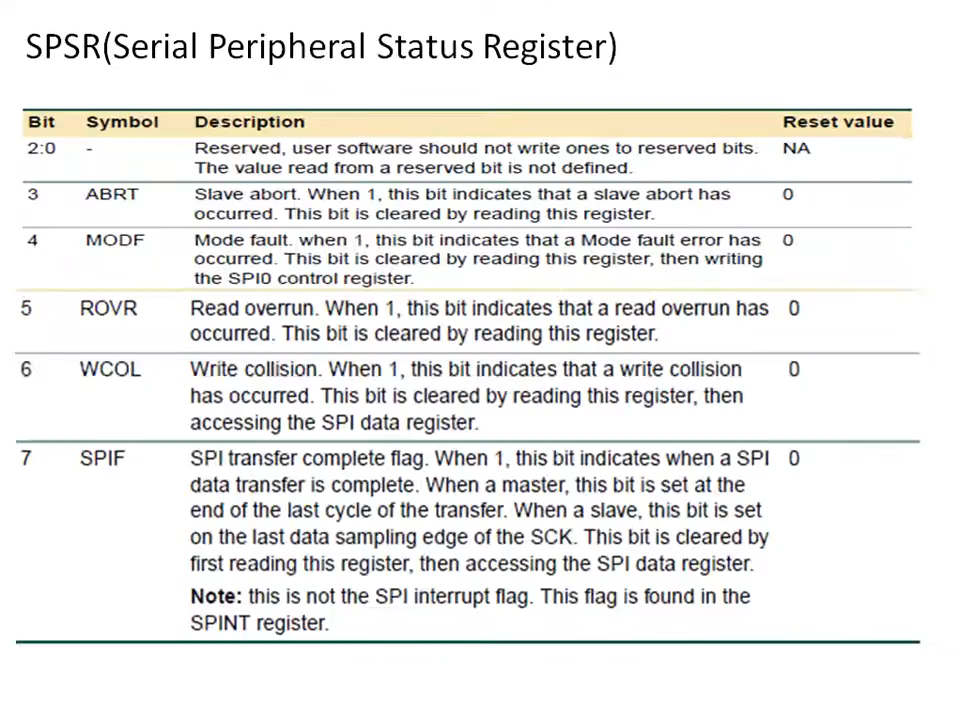 SPSR(Serial Peripheral Status Register)
Bit Symbol Description Reset value
2:0 - Reserved, user software should not write ones to reserved bits. NA
The value read from a reserved bit is not defined.
3 ABRT Slave abort. When 1, this bit indicates that a slave abort has 0
occurred. This bit is cleared by reading this register.
4 MODF Mode fault. when 1, this bit indicates that a Mode fault error has 0
occurred. This bit is cleared by reading this register, then writing
the SPI0 control register.
5 ROVR Read overrun. When 1, this bit indicates that a read overrun has 0
occurred. This bit is cleared by reading this register.
6 WCOL Write collision. When 1, this bit indicates that a write collision 0
has occurred. This bit is cleared by reading this register, then
accessing the SPI data register.
7 SPIF SPI transfer complete flag. When 1, this bit indicates when a SPI 0
data transfer is complete. When a master, this bit is set at the
end of the last cycle of the transfer. When a slave, this bit is set
on the last data sampling edge of the SCK. This bit is cleared by
first reading this register, then accessing the SPI data register.
Note: this is not the SPI interrupt flag. This flag is found in the
SPINT register.